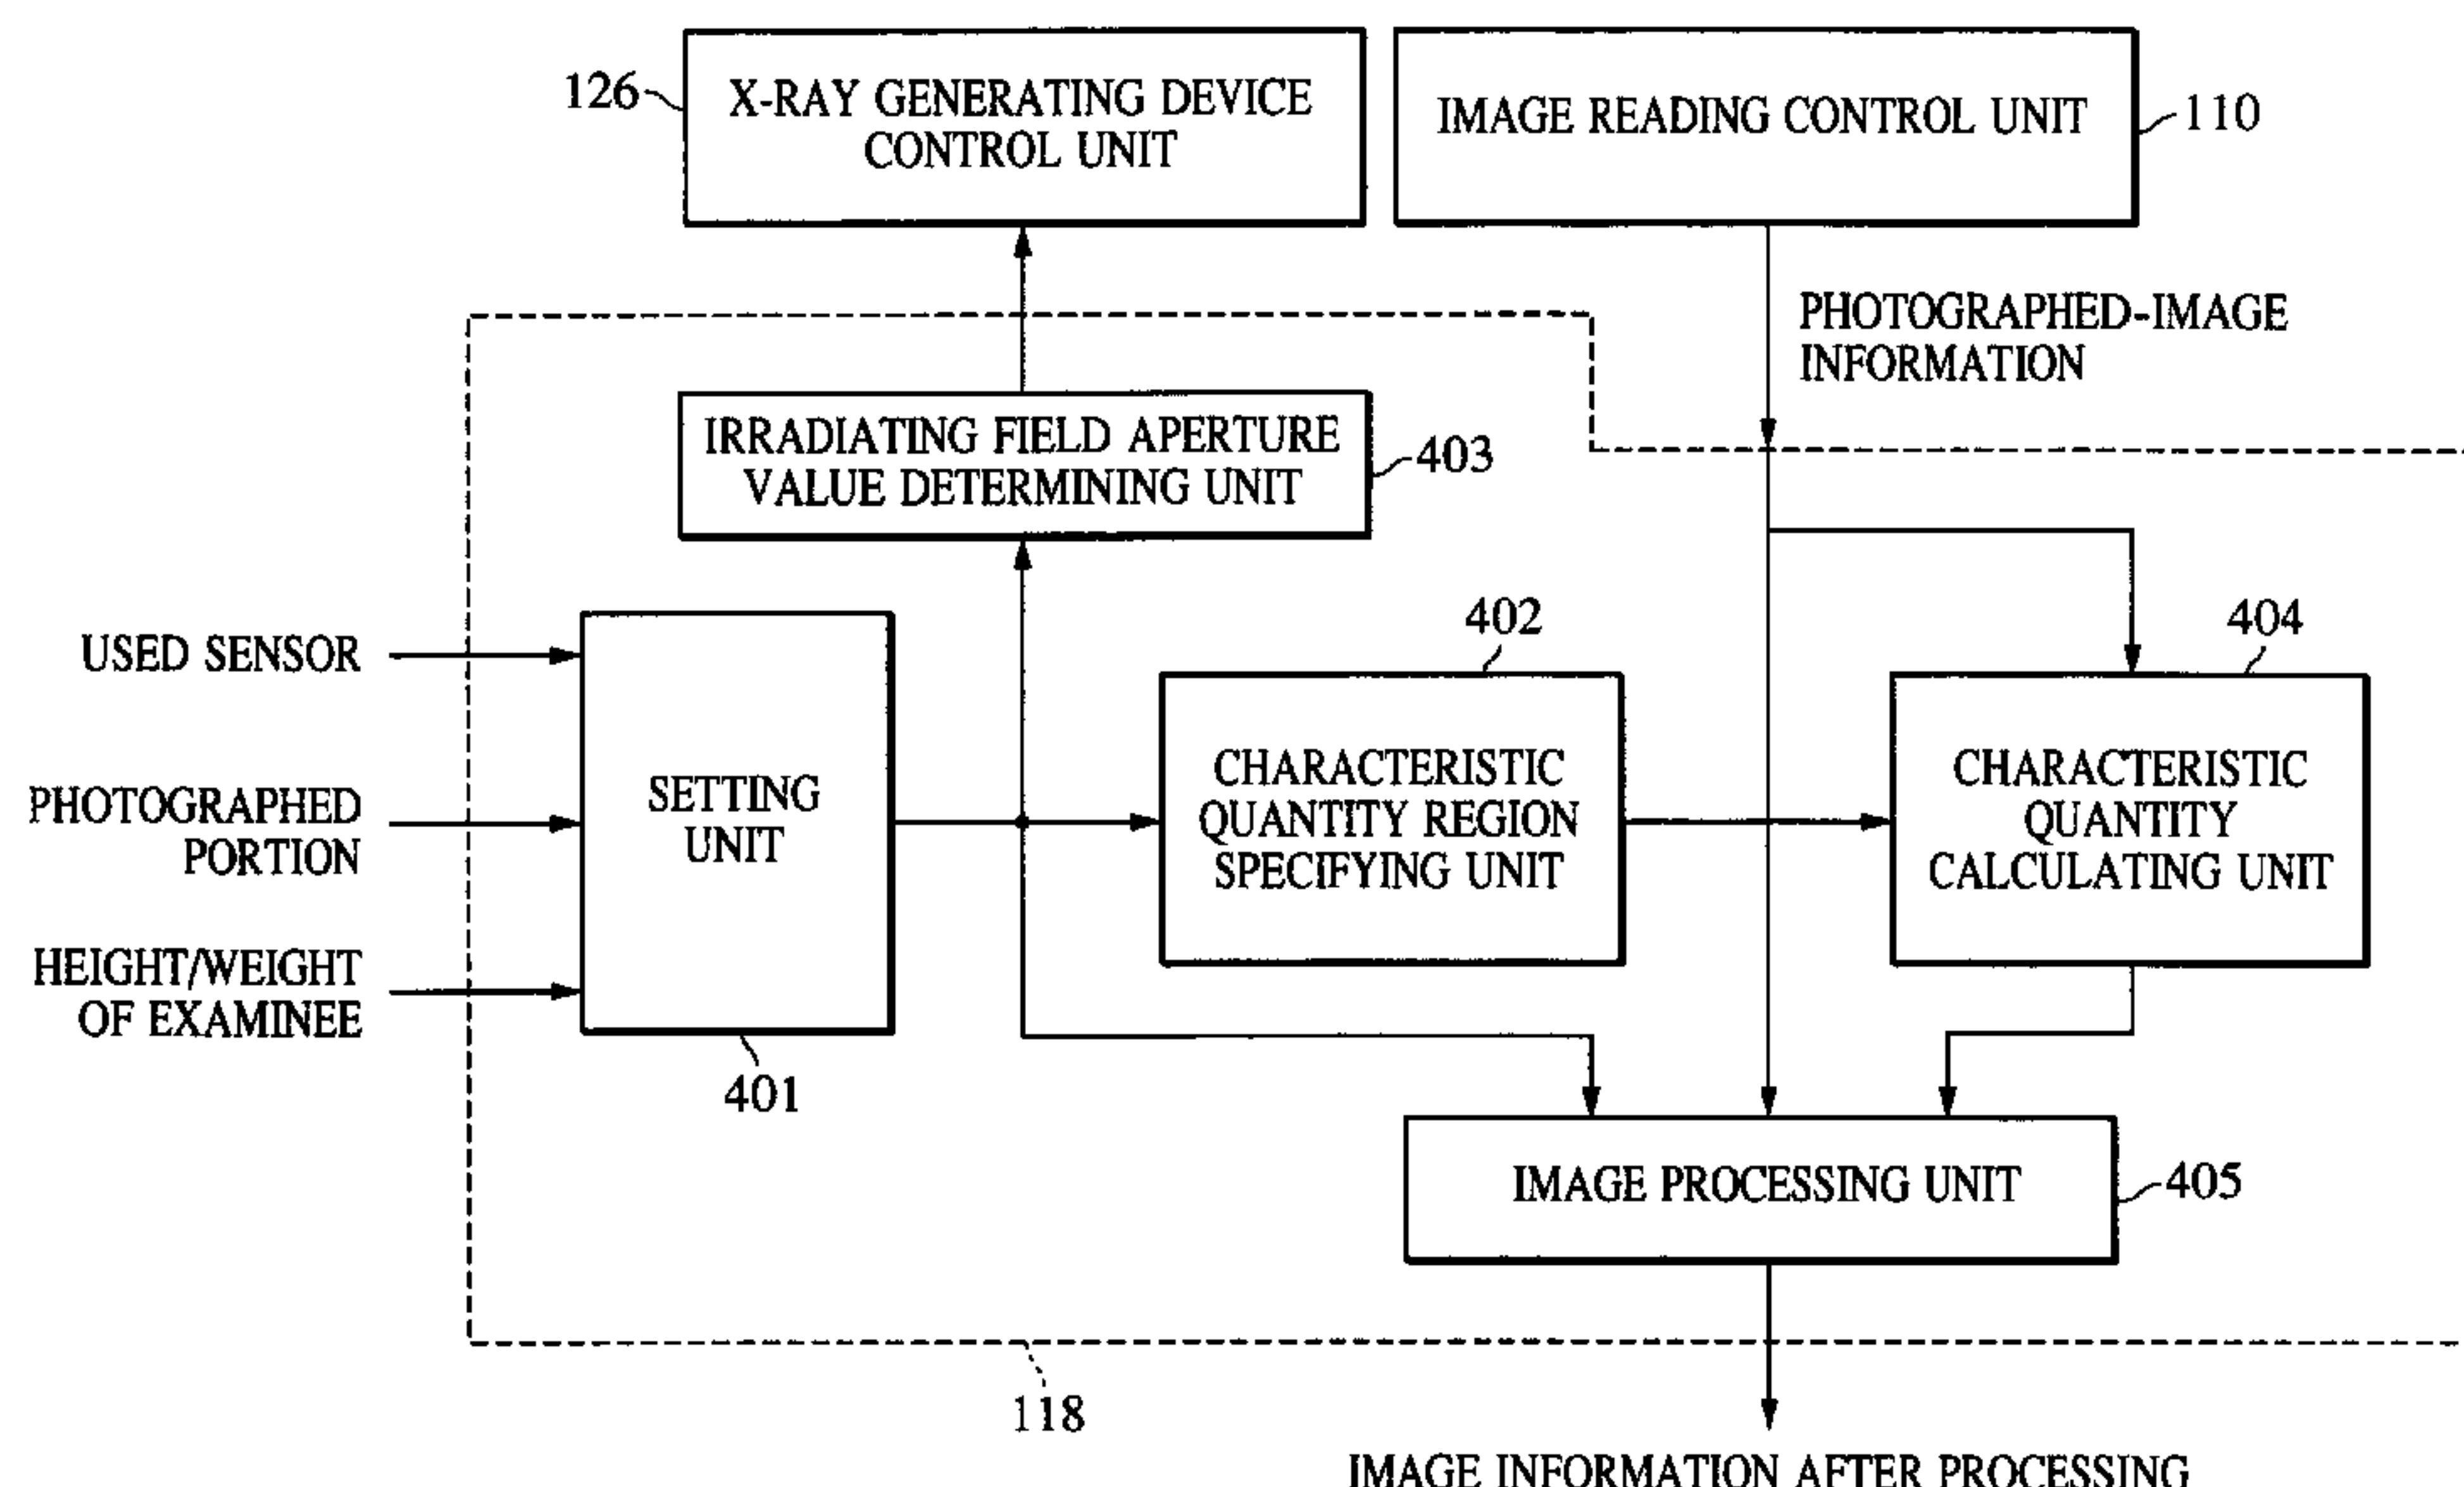 126
X-RAY GENERATING DEVICE
CONTROL UNIT
IMAGE READING CONTROL UNIT
110
PHOTOGRAPHED-IMAGE
INFORMATION
IRRADIATING FIELD APERTURE
VALUE DETERMINING UNIT
403
USED SENSOR
PHOTOGRAPHED
PORTION
HEIGHT/WEIGHT
OF EXAMINEE
SETTING
UNIT
401
402
CHARACTERISTIC
QUANTITY REGION
SPECIFYING UNIT
404
CHARACTERISTIC
QUANTITY
CALCULATING UNIT
IMAGE PROCESSING UNIT
405
118
IMAGE INFORMATION AFTER PROCESSING